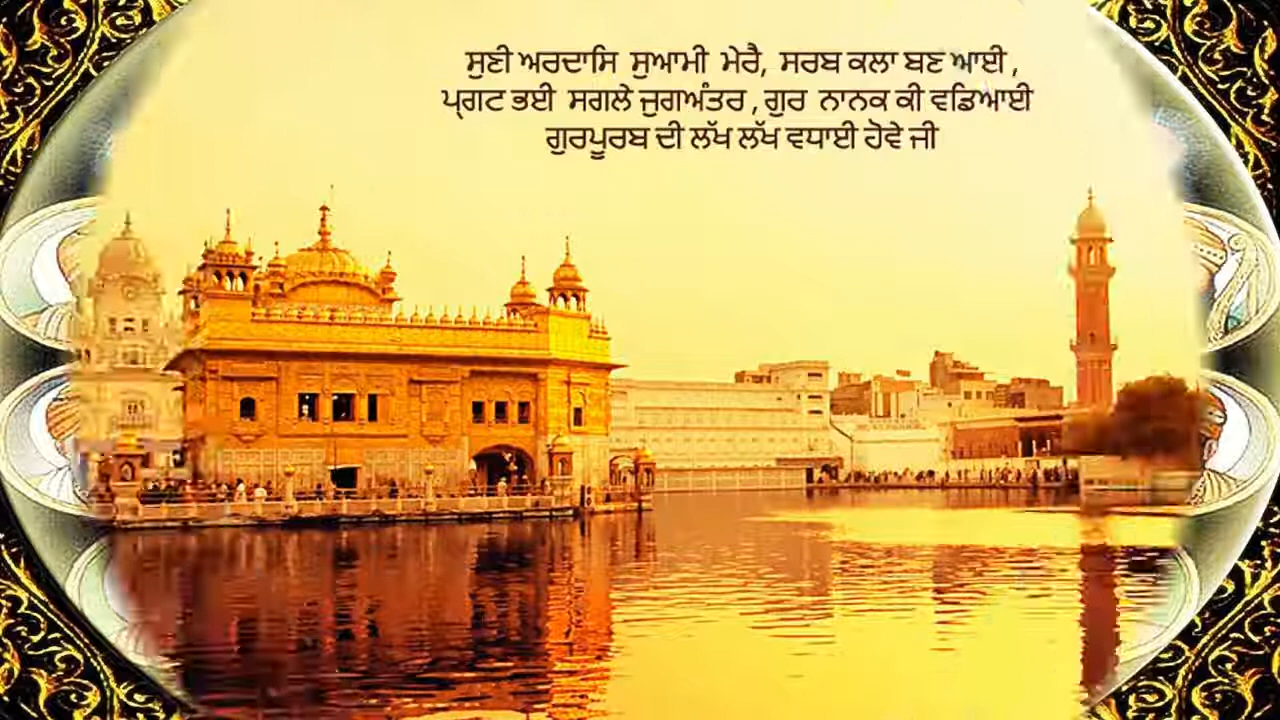 ਸੁਣੀ ਅਰਦਾਸਿ ਸੁਆਮੀ ਮੇਰੈ, ਸਰਬ ਕਲਾ ਬਣ ਆਈ ,
ਪ੍ਰਗਟ ਭਈ ਸਗਲੇ ਜੁਗਅੰਤਰ , ਗੁਰ ਨਾਨਕ ਕੀ ਵਡਿਆਈ
ਗੁਰਪੂਰਬ ਦੀ ਲੱਖ ਲੱਖ ਵਧਾਈ ਹੋਵੇ ਜੀ